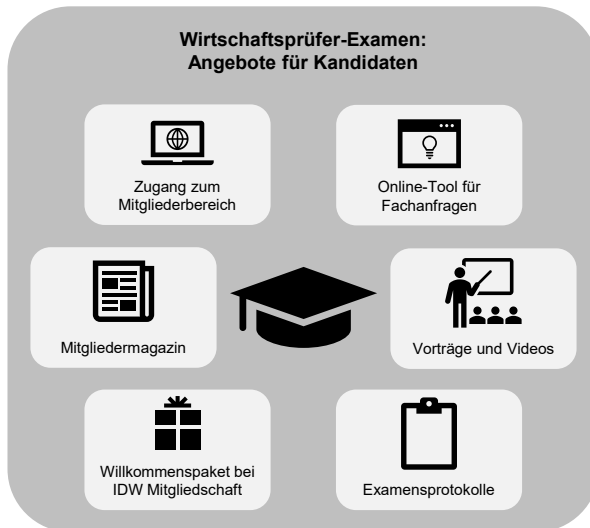 Wirtschaftsprüfer-Examen:
Angebote für Kandidaten
Zugang zum
Mitgliederbereich
Online-Tool für
Fachanfragen
Mitgliedermagazin
Vorträge und Videos
Willkommenspaket bei
IDW Mitgliedschaft
Examensprotokolle